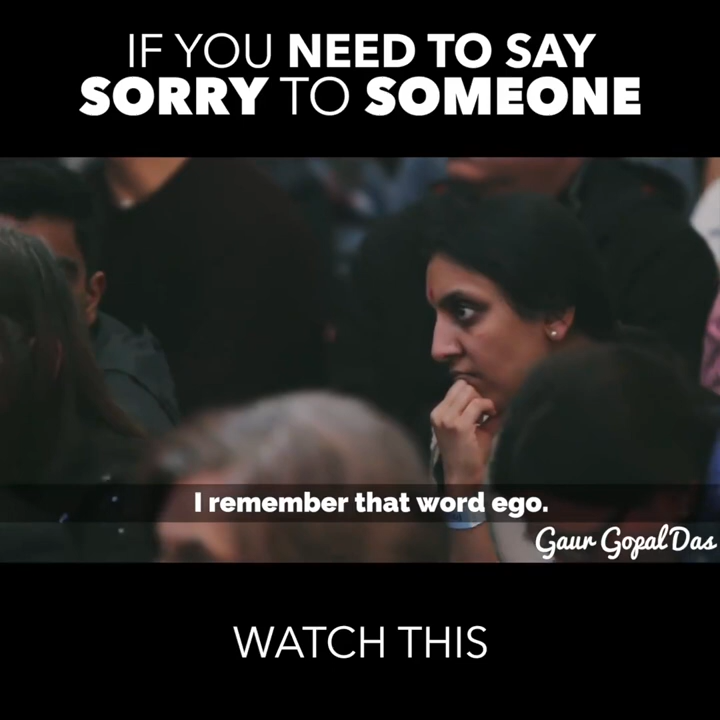 IF YOU NEED TO SAY
SORRY TO SOMEONE
I remember that word ego.
Gaur Gopal Das
WATCH THIS